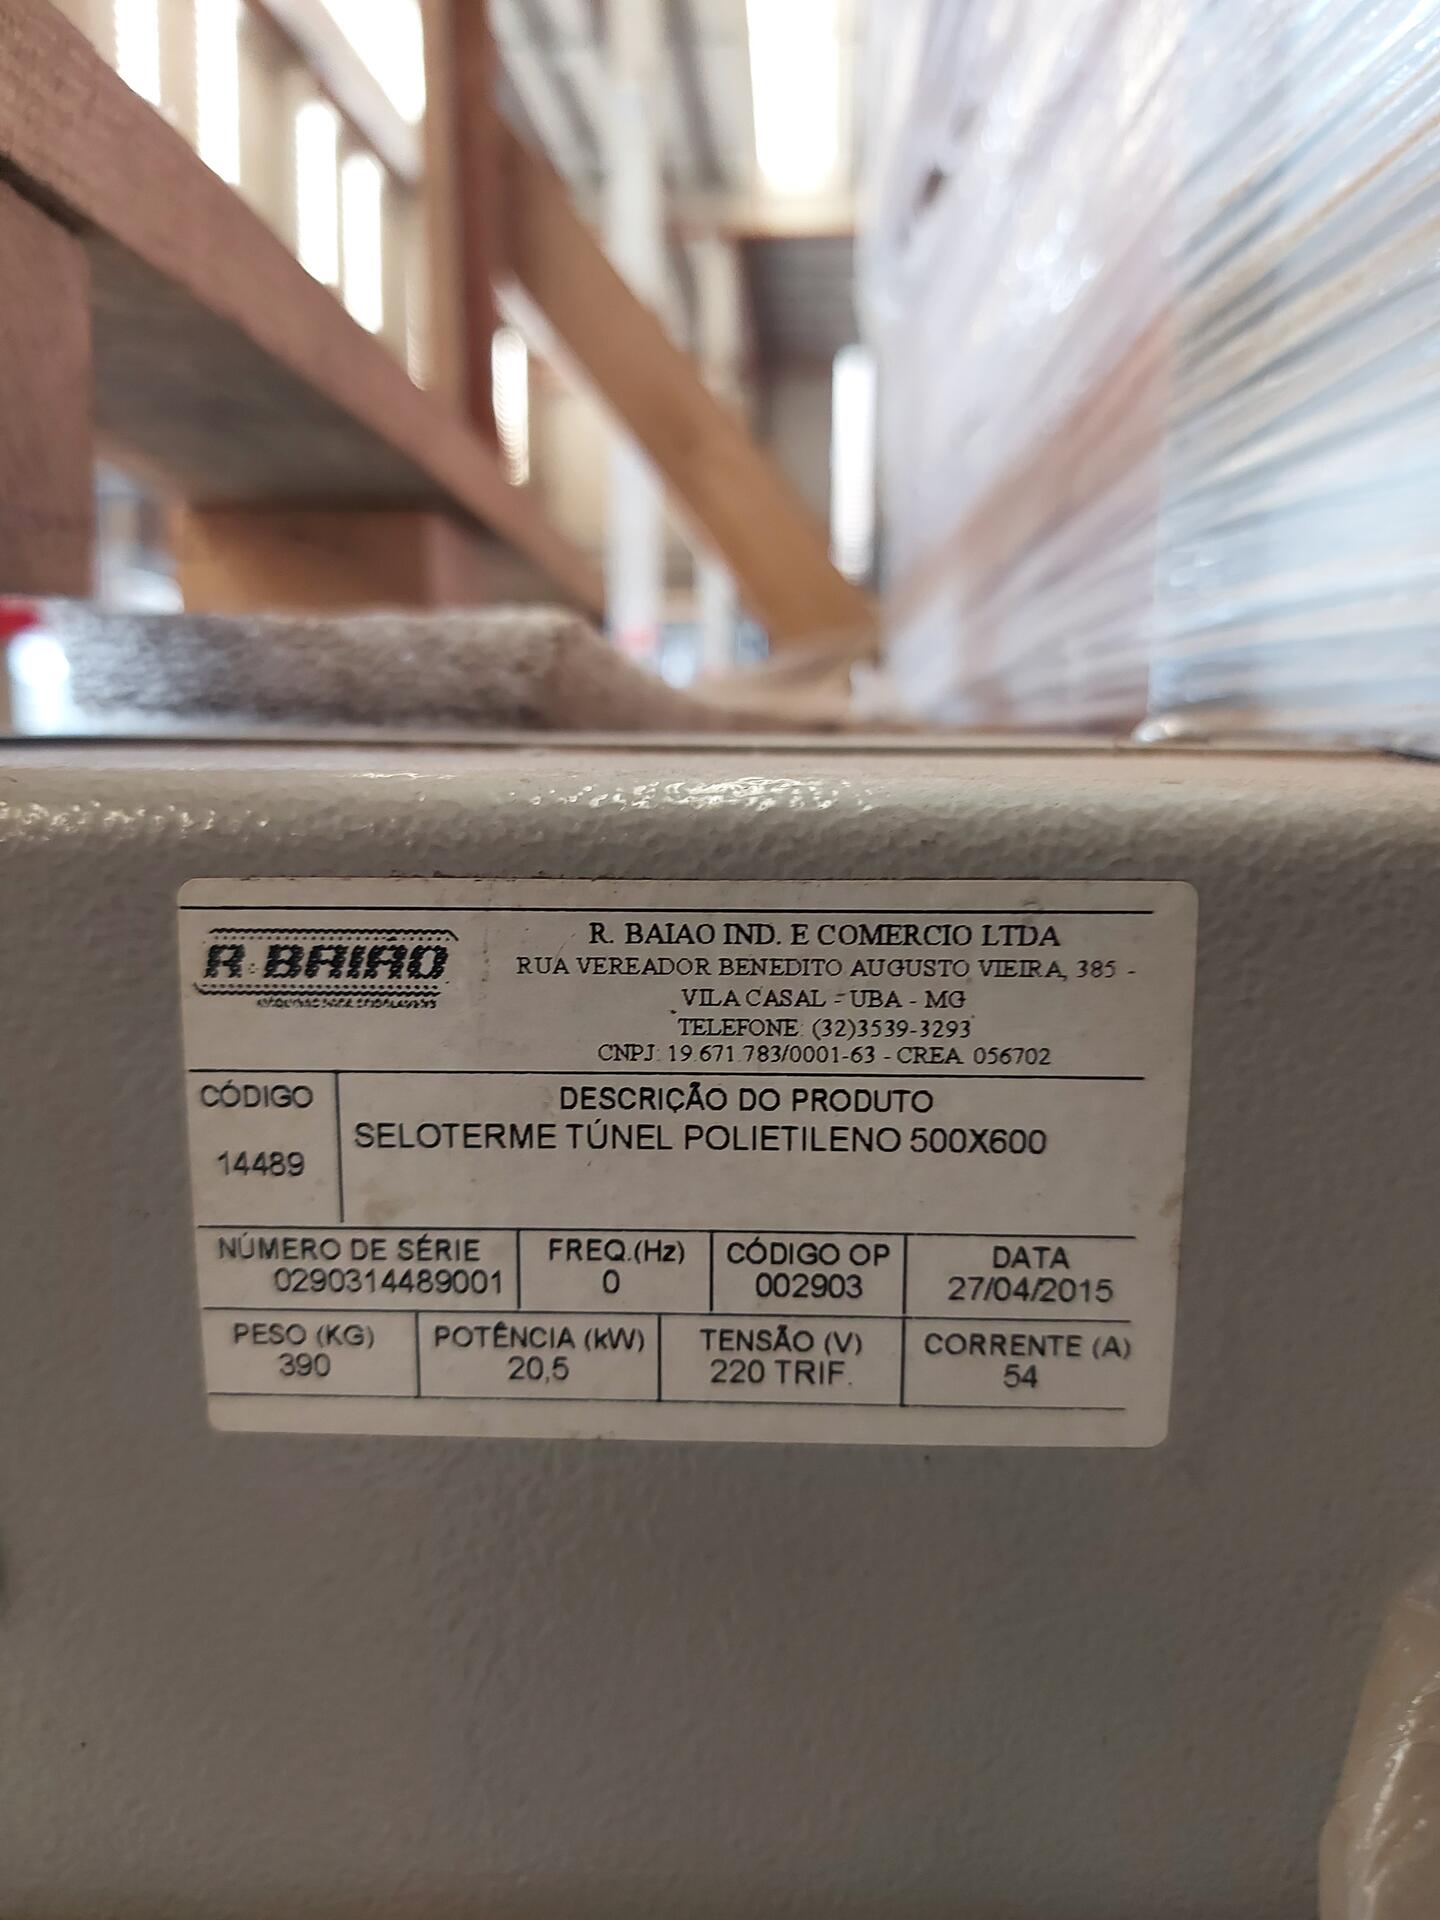 R. BAIAO
R. BAIAO IND. E COMERCIO LTDA
RUA VEREADOR BENEDITO AUGUSTO VIEIRA, 385 -
VILA CASAL - UBA - MG
TELEFONE: (32)3539-3293
CNPJ: 19.671.783/0001-63 - CREA 056702
CÓDIGO
14489
DESCRIÇÃO DO PRODUTO
SELOTERME TÚNEL POLIETILENO 500X600
NÚMERO DE SÉRIE
0290314489001
FREQ.(Hz)
0
CÓDIGO OP
002903
DATA
27/04/2015
PESO (KG)
390
POTÊNCIA (kW)
20,5
TENSÃO (V)
220 TRIF.
CORRENTE (A)
54